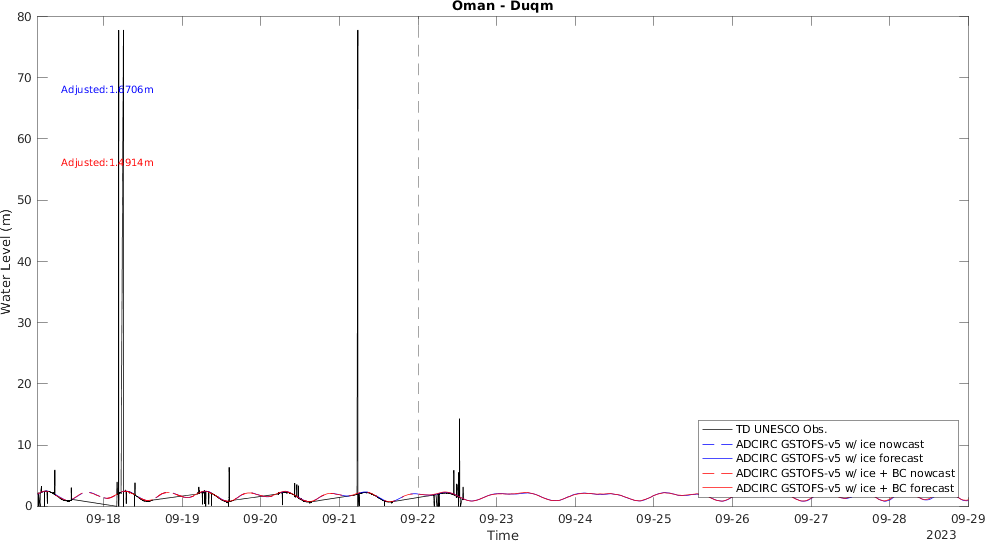 Oman - Duqm
80
70
60
50
40
30
20
10
0
Water Level (m)
Adjusted:1.6706m
Adjusted:1.4914m
TD UNESCO Obs.
ADCIRC GSTOFS-v5 w/ ice nowcast
ADCIRC GSTOFS-v5 w/ ice forecast
ADCIRC GSTOFS-v5 w/ ice + BC nowcast
ADCIRC GSTOFS-v5 w/ ice + BC forecast
09-18 09-19 09-20 09-21 09-22 09-23 09-24 09-25 09-26 09-27 09-28 09-29
Time
2023